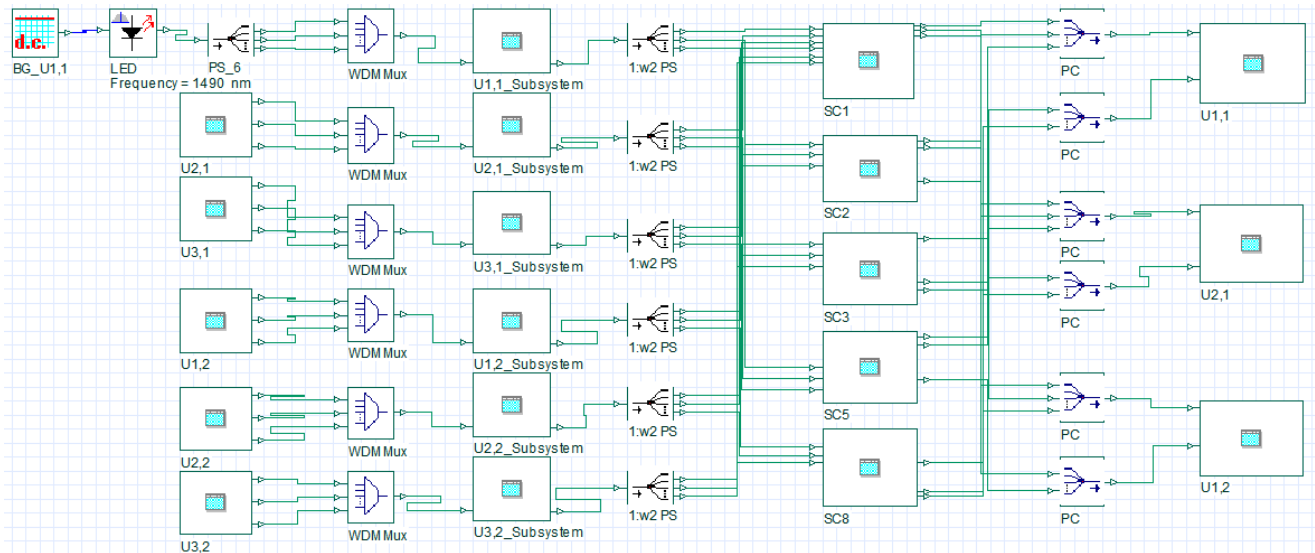 d.c.
BG_U1,1
LED
Frequency = 1490 nm
PS_6
WDM Mux
U1,1_Subsystem
1:w2 PS
SC1
PC
U1,1
U2,1
WDM Mux
U2,1_Subsystem
1:w2 PS
SC2
PC
U3,1
WDM Mux
U3,1_Subsystem
1:w2 PS
SC3
PC
PC
U2,1
U1,2
WDM Mux
U1,2_Subsystem
1:w2 PS
SC5
PC
U2,2
WDM Mux
U2,2_Subsystem
1:w2 PS
SC8
PC
U1,2
U3,2
WDM Mux
U3,2_Subsystem
1:w2 PS